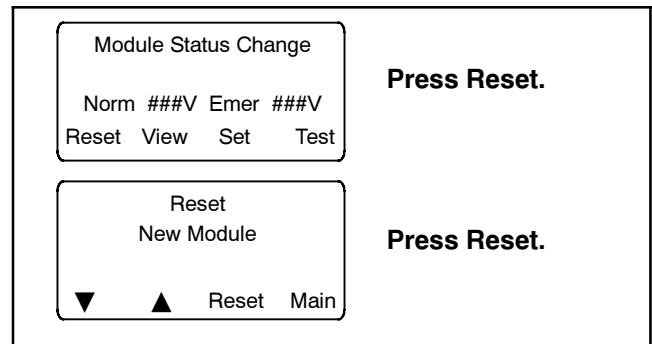 Module Status Change
Norm ###V Emer ###V
Reset View Set Test
Press Reset.
Reset
New Module
▼ ▲ Reset Main
Press Reset.